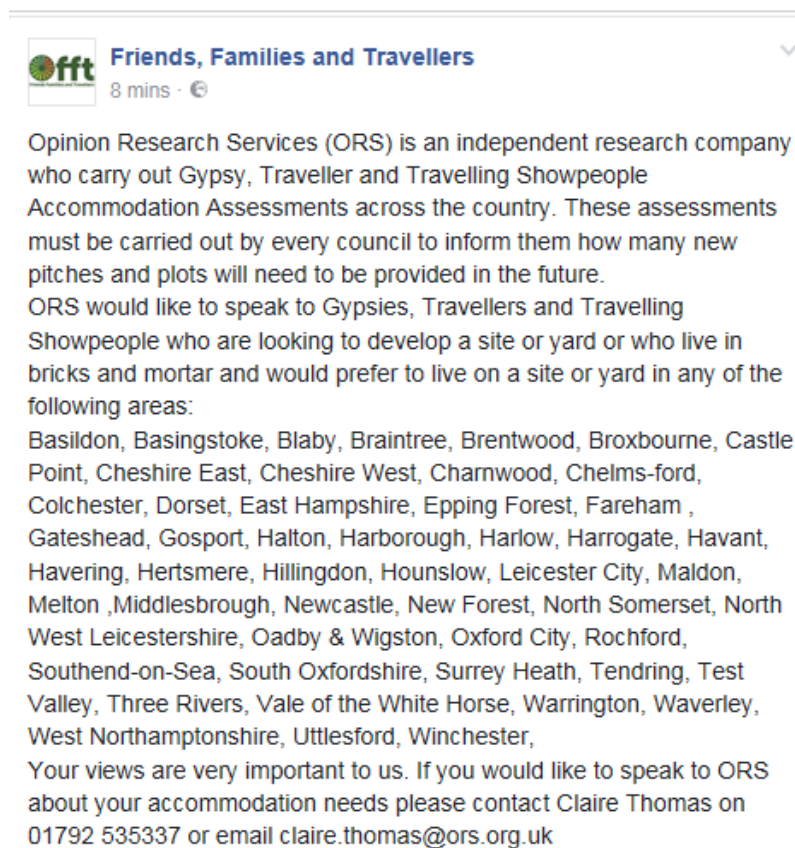 fft
Friends Families and Travellers
Friends, Families and Travellers
8 mins ·
Opinion Research Services (ORS) is an independent research company
who carry out Gypsy, Traveller and Travelling Showpeople
Accommodation Assessments across the country. These assessments
must be carried out by every council to inform them how many new
pitches and plots will need to be provided in the future.
ORS would like to speak to Gypsies, Travellers and Travelling
Showpeople who are looking to develop a site or yard or who live in
bricks and mortar and would prefer to live on a site or yard in any of the
following areas:
Basildon, Basingstoke, Blaby, Braintree, Brentwood, Broxbourne, Castle
Point, Cheshire East, Cheshire West, Charnwood, Chelms-ford,
Colchester, Dorset, East Hampshire, Epping Forest, Fareham ,
Gateshead, Gosport, Halton, Harborough, Harlow, Harrogate, Havant,
Havering, Hertsmere, Hillingdon, Hounslow, Leicester City, Maldon,
Melton ,Middlesbrough, Newcastle, New Forest, North Somerset, North
West Leicestershire, Oadby & Wigston, Oxford City, Rochford,
Southend-on-Sea, South Oxfordshire, Surrey Heath, Tendring, Test
Valley, Three Rivers, Vale of the White Horse, Warrington, Waverley,
West Northamptonshire, Uttlesford, Winchester,
Your views are very important to us. If you would like to speak to ORS
about your accommodation needs please contact Claire Thomas on
01792 535337 or email claire.thomas@ors.org.uk